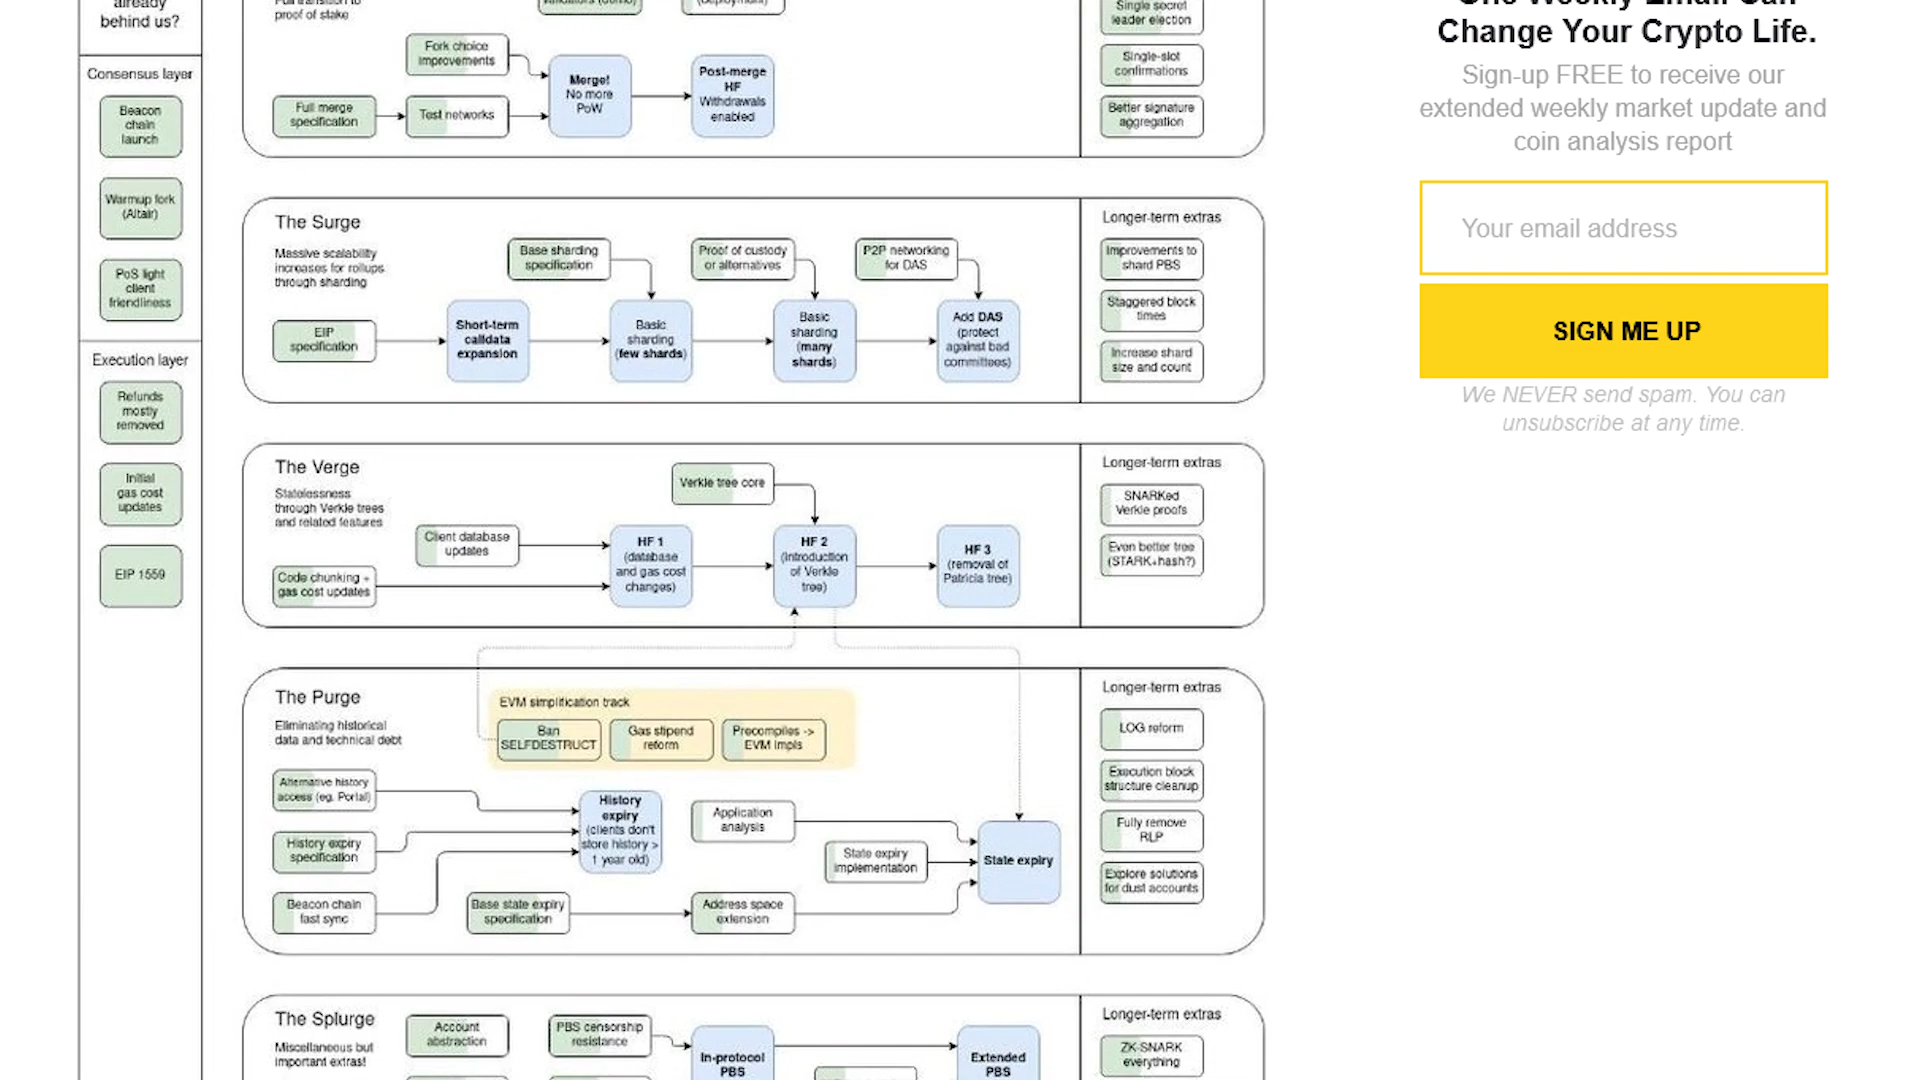 already
behind us?
Consensus layer
Beacon
chain
launch
Warmup fork
(Altair)
PoS light
client
friendliness
Execution layer
Refunds
mostly
removed
Initial
gas cost
updates
EIP 1559
proof of stake
Fork choice
improvements
Full merge
specification
Test networks
Merge!
No more
PoW
Post-merge
HF
Withdrawals
enabled
Single secret
leader election
Single-slot
confirmations
Better signature
aggregation
The Surge
Massive scalability
increases for rollups
through sharding
EIP
specification
Base sharding
specification
Proof of custody
or alternatives
P2P networking
for DAS
Short-term
calldata
expansion
Basic
sharding
(few shards)
Basic
sharding
(many
shards)
Add DAS
(protect
against bad
committees)
Longer-term extras
Improvements to
shard PBS
Staggered block
times
Increase shard
size and count
The Verge
Statelessness
through Verkle trees
and related features
Verkle tree core
Client database
updates
Code chunking +
gas cost updates
HF 1
(database
and gas cost
changes)
HF 2
(introduction
of Verkle
tree)
HF 3
(removal of
Patricia tree)
Longer-term extras
SNARKed
Verkle proofs
Even better tree
(STARK+hash?)
The Purge
Eliminating historical
data and technical debt
EVM simplification track
Ban
SELFDESTRUCT
Gas stipend
reform
Precompiles ->
EVM impls
Alternative history
access (eg. Portal)
History expiry
specification
Beacon chain
fast sync
History
expiry
(clients don't
store history >
1 year old)
Base state expiry
specification
Application
analysis
State expiry
implementation
Address space
extension
State expiry
Longer-term extras
LOG reform
Execution block
structure cleanup
Fully remove
RLP
Explore solutions
for dust accounts
The Splurge
Miscellaneous but
important extras!
Account
abstraction
PBS censorship
resistance
In-protocol
PBS
Extended
PBS
Longer-term extras
ZK-SNARK
everything
One Weekly Email Can
Change Your Crypto Life.
Sign-up FREE to receive our
extended weekly market update and
coin analysis report
Your email address
SIGN ME UP
We NEVER send spam. You can
unsubscribe at any time.